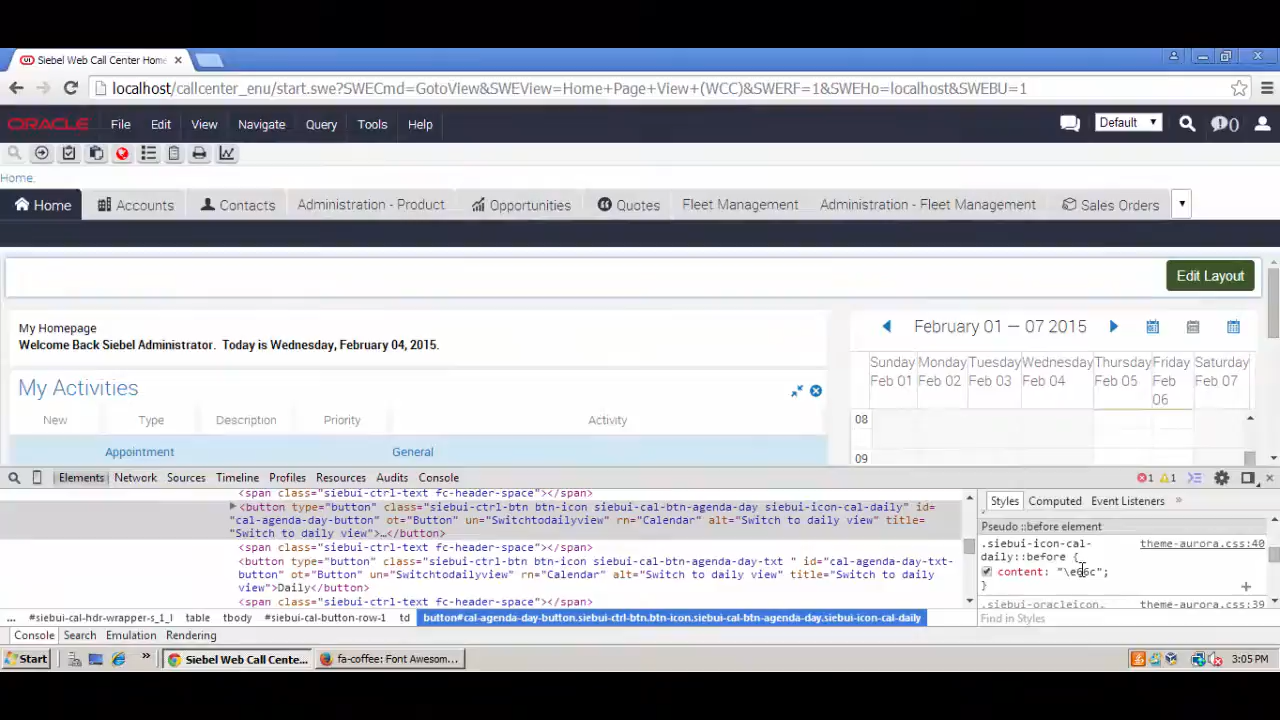 Siebel Web Call Center Home
localhost/callcenter_enu/start.swe?SWECmd=GotoView&SWEView=Home+Page+View+(WCC)&SWERF=1&SWEHo=localhost&SWEBU=1
ORACLE File Edit View Navigate Query Tools Help Default 0
Home:
Home Accounts Contacts Administration - Product Opportunities Quotes Fleet Management Administration - Fleet Management Sales Orders
Edit Layout
My Homepage
Welcome Back Siebel Administrator. Today is Wednesday, February 04, 2015.
My Activities
New Type Description Priority Activity
Appointment General
February 01 — 07 2015
Sunday Monday Tuesday Wednesday Thursday Friday Saturday
Feb 01 Feb 02 Feb 03 Feb 04 Feb 05 Feb 06 Feb 07
08
09
Elements Network Sources Timeline Profiles Resources Audits Console 1 1
<span class="siebui-ctrl-text fc-header-space"></span>
<button type="button" class="siebui-ctrl-btn btn-icon siebui-cal-btn-agenda-day siebui-icon-cal-daily" id=
"cal-agenda-day-button" ot="Button" un="Switchtodailyview" rn="Calendar" alt="Switch to daily view" title=
"Switch to daily view">…</button>
<span class="siebui-ctrl-text fc-header-space"></span>
<button type="button" class="siebui-ctrl-btn btn-icon siebui-cal-btn-agenda-day-txt " id="cal-agenda-day-txt-
button" ot="Button" un="Switchtodailyview" rn="Calendar" alt="Switch to daily view" title="Switch to
daily view">Daily</button>
<span class="siebui-ctrl-text fc-header-space"></span>
... #siebui-cal-hdr-wrapper-s_1_l table tbody #siebui-cal-button-row-1 td button#cal-agenda-day-button.siebui-ctrl-btn.btn-icon.siebui-cal-btn-agenda-day.siebui-icon-cal-daily
Styles Computed Event Listeners »
Pseudo ::before element
.siebui-icon-cal- theme-aurora.css:40
daily::before {
content: "\e66c";
}
.siebui-oracleicon. theme-aurora.css:39
Find in Styles
Console Search Emulation Rendering
Start Siebel Web Call Cente... fa-coffee: Font Awesom... 3:05 PM